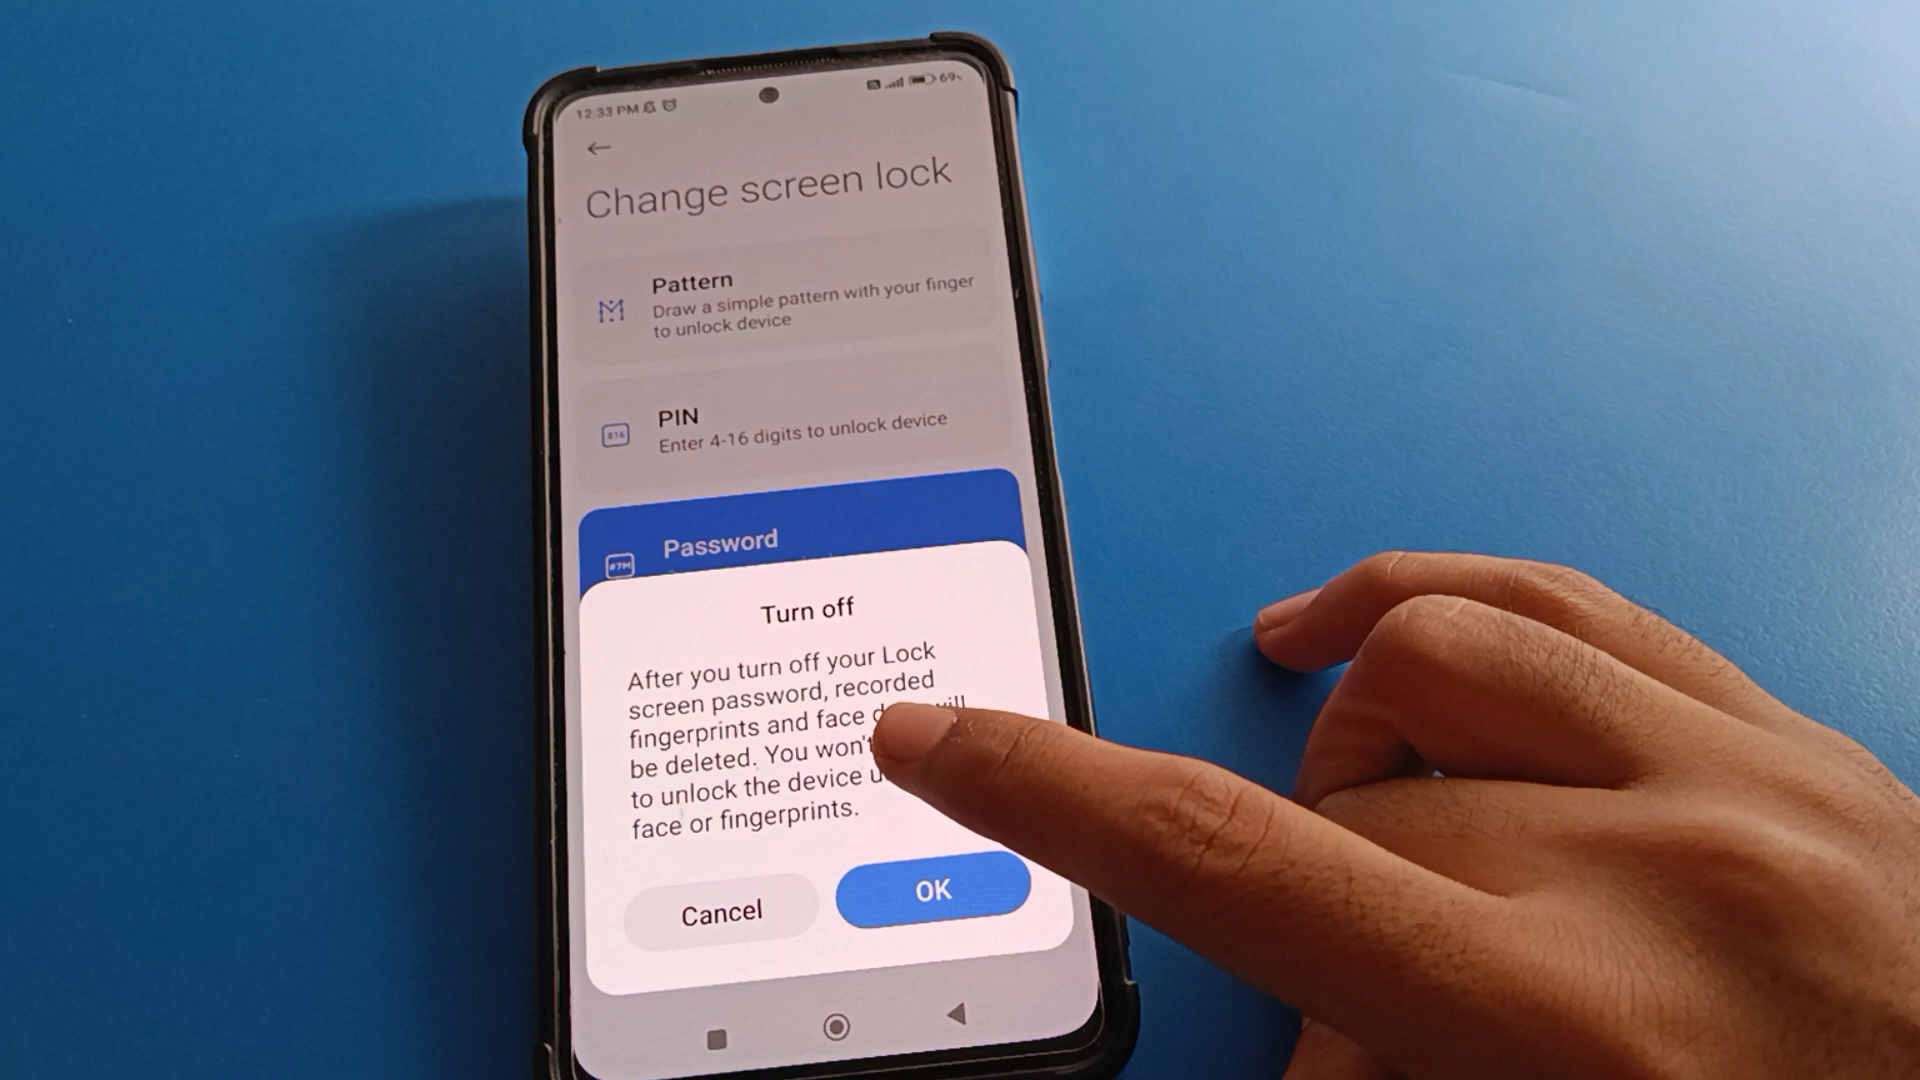 12:33 PM
69
Change screen lock
Pattern
Draw a simple pattern with your finger
to unlock device
PIN
Enter 4-16 digits to unlock device
Password
Turn off
After you turn off your Lock
screen password, recorded
fingerprints and face will
be deleted. You won't
to unlock the device
face or fingerprints.
Cancel
OK